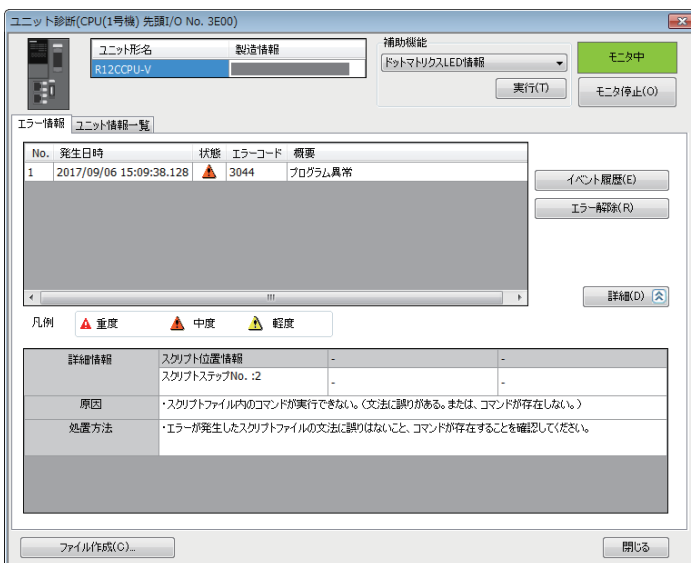 ユニット診断(CPU(1号機) 先頭I/O No. 3E00)
ユニット形名 製造情報
R12CCPU-V
補助機能
ドットマトリクスLED情報
実行(T)
モニタ中
モニタ停止(O)
エラー情報 ユニット情報一覧
No. 発生日時 状態 エラーコード 概要
1 2017/09/06 15:09:38.128 3044 プログラム異常
イベント履歴(E)
エラー解除(R)
詳細(D)
凡例 重度 中度 軽度
詳細情報 スクリプト位置情報 - -
スクリプトステップNo. :2 - -
原因 ・スクリプトファイル内のコマンドが実行できない。(文法に誤りがある。または、コマンドが存在しない。)
処置方法 ・エラーが発生したスクリプトファイルの文法に誤りはないこと、コマンドが存在することを確認してください。
ファイル作成(C)... 閉じる